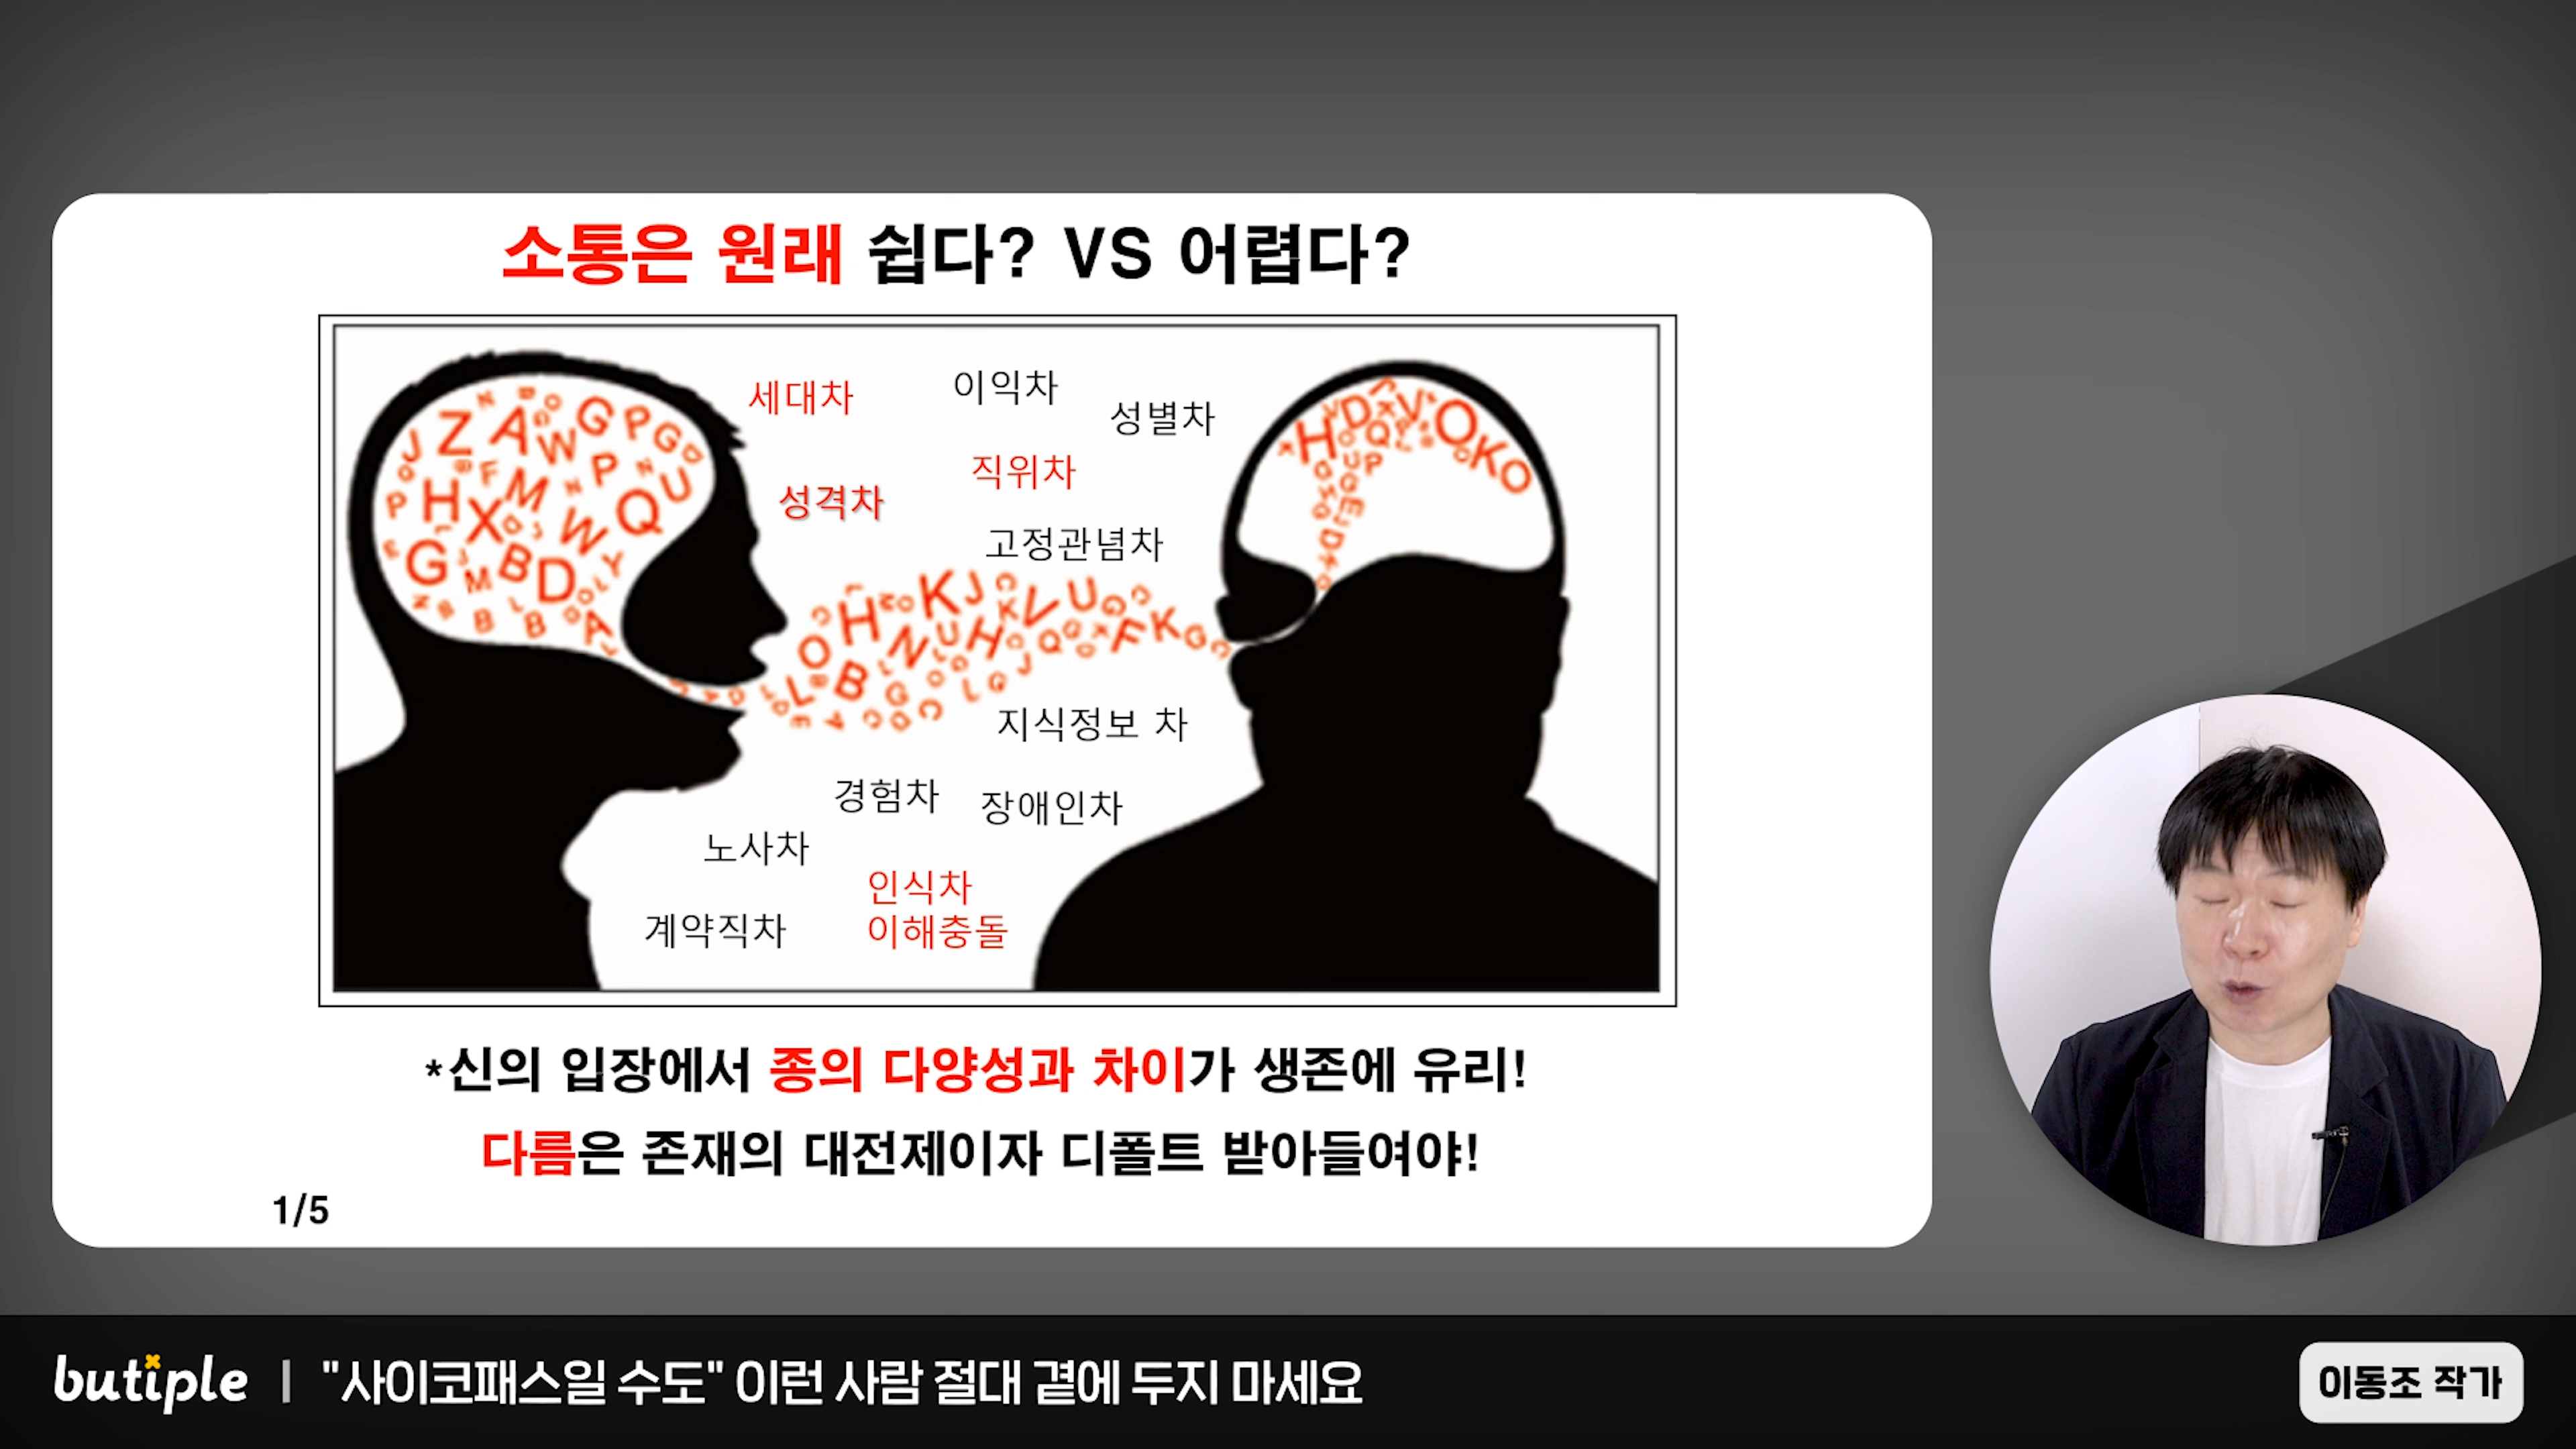 소통은 원래 쉽다? VS 어렵다?
세대차
이익차
성별차
직위차
성격차
고정관념차
지식정보 차
경험차
장애인차
노사차
인식차
이해충돌
계약직차
*신의 입장에서 종의 다양성과 차이가 생존에 유리!
다름은 존재의 대전제이자 디폴트 받아들여야!
1/5
butiple | "사이코패스일 수도" 이런 사람 절대 곁에 두지 마세요
이동조 작가